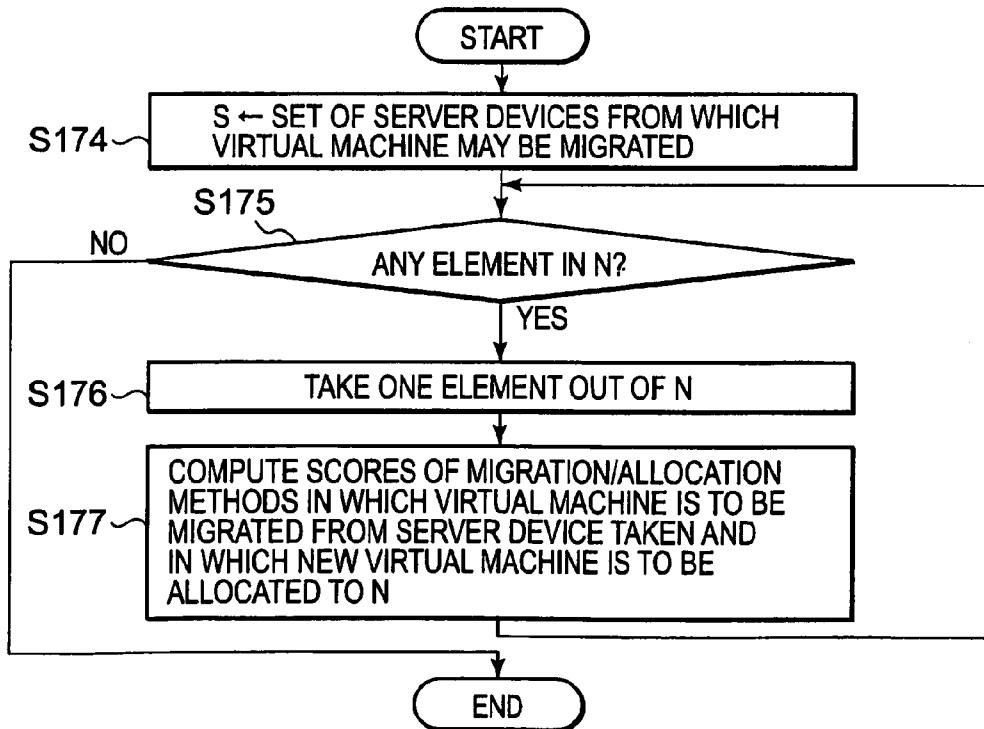 START
S174
S ← SET OF SERVER DEVICES FROM WHICH
VIRTUAL MACHINE MAY BE MIGRATED
S175
NO
ANY ELEMENT IN N?
YES
S176
TAKE ONE ELEMENT OUT OF N
S177
COMPUTE SCORES OF MIGRATION/ALLOCATION
METHODS IN WHICH VIRTUAL MACHINE IS TO BE
MIGRATED FROM SERVER DEVICE TAKEN AND
IN WHICH NEW VIRTUAL MACHINE IS TO BE
ALLOCATED TO N
END